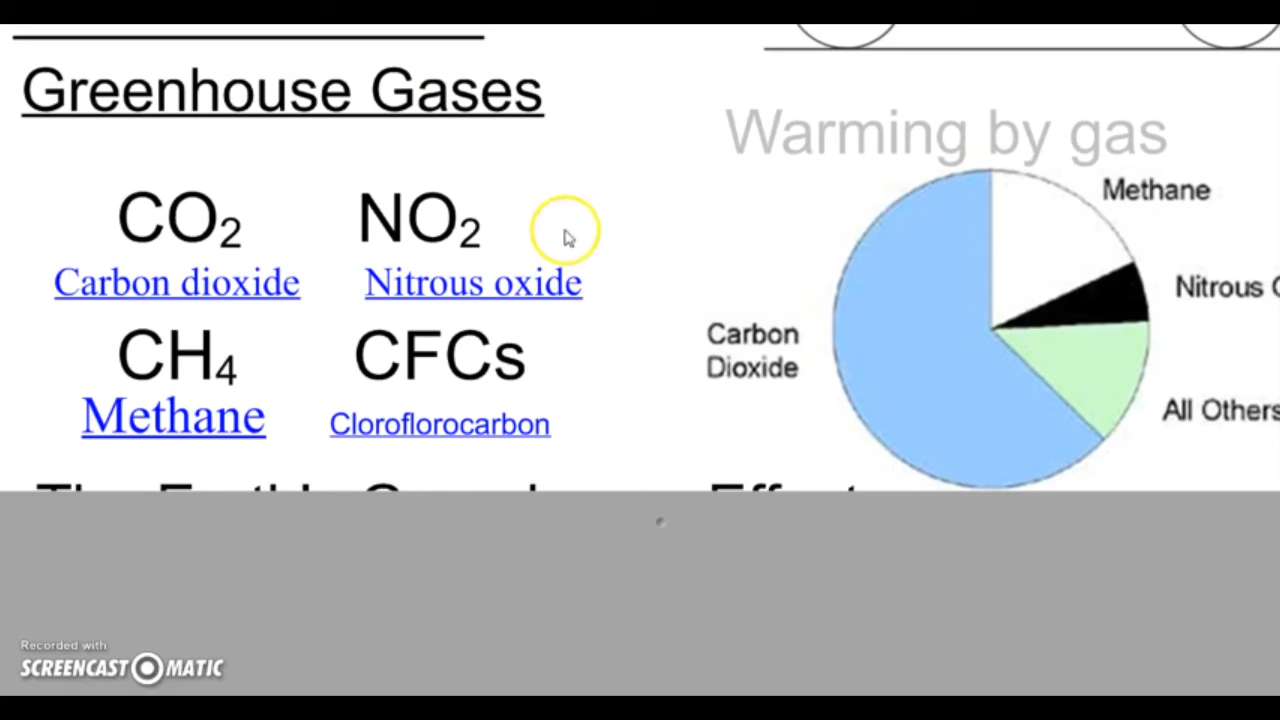 Greenhouse Gases
Warming by gas
CO₂ NO₂
Carbon dioxide Nitrous oxide
CH₄ CFCs
Methane Cloroflorocarbon
Methane
Nitrous
Carbon
Dioxide
All Others
Recorded with
SCREENCAST MATIC